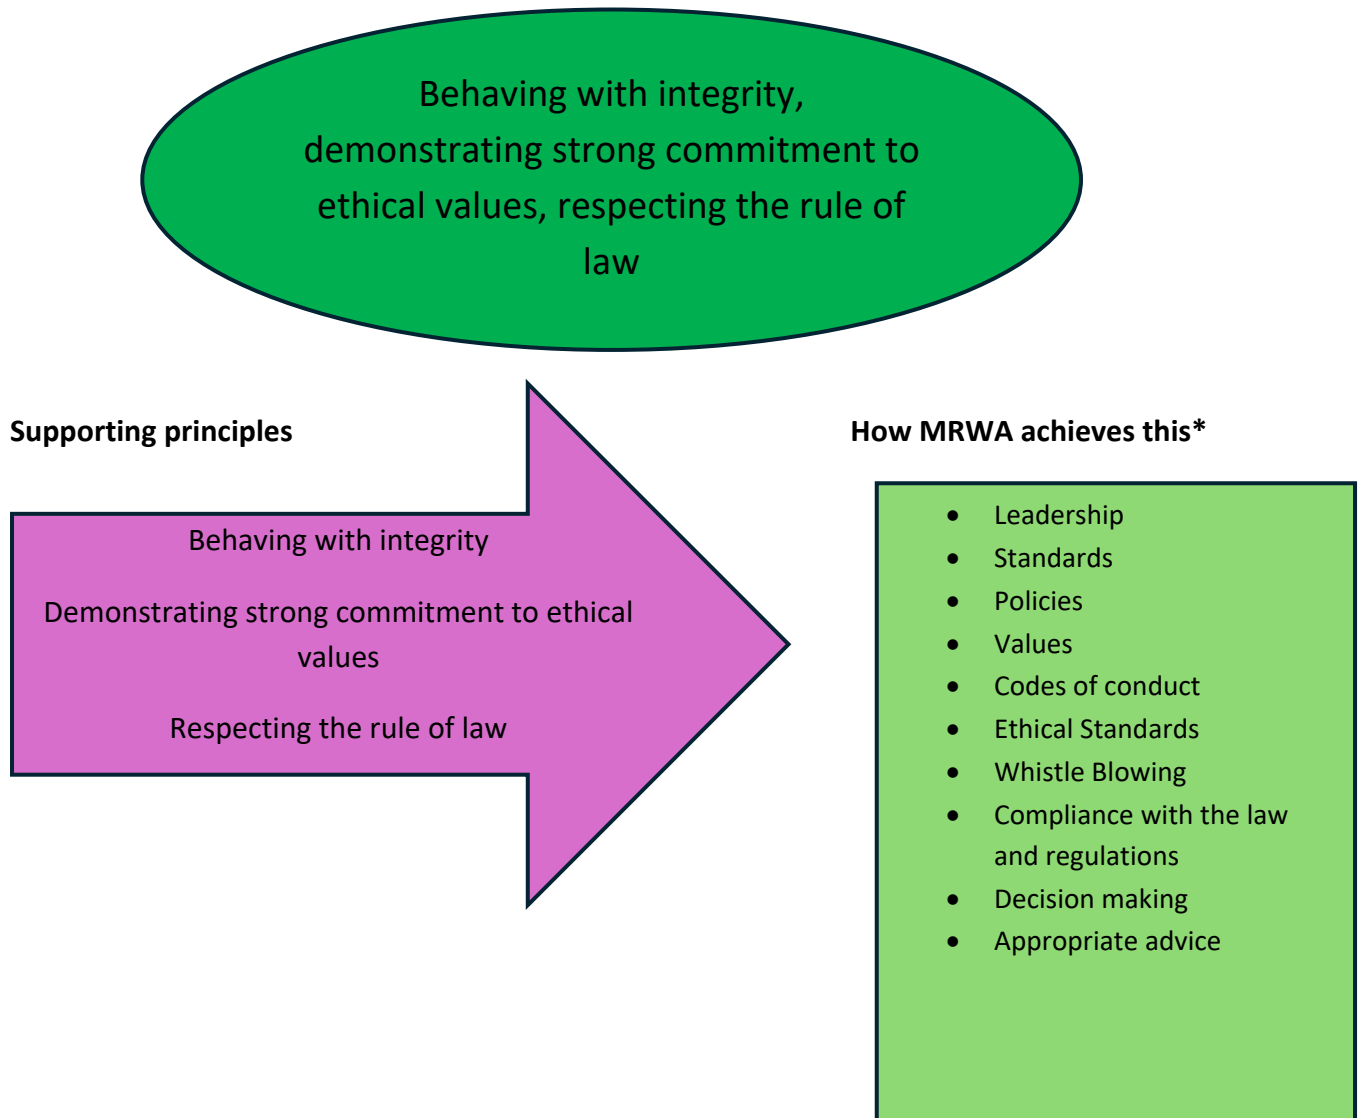 Behaving with integrity,
demonstrating strong commitment to
ethical values, respecting the rule of
law
Supporting principles
Behaving with integrity
Demonstrating strong commitment to ethical
values
Respecting the rule of law
How MRWA achieves this*
• Leadership
• Standards
• Policies
• Values
• Codes of conduct
• Ethical Standards
• Whistle Blowing
• Compliance with the law
and regulations
• Decision making
• Appropriate advice